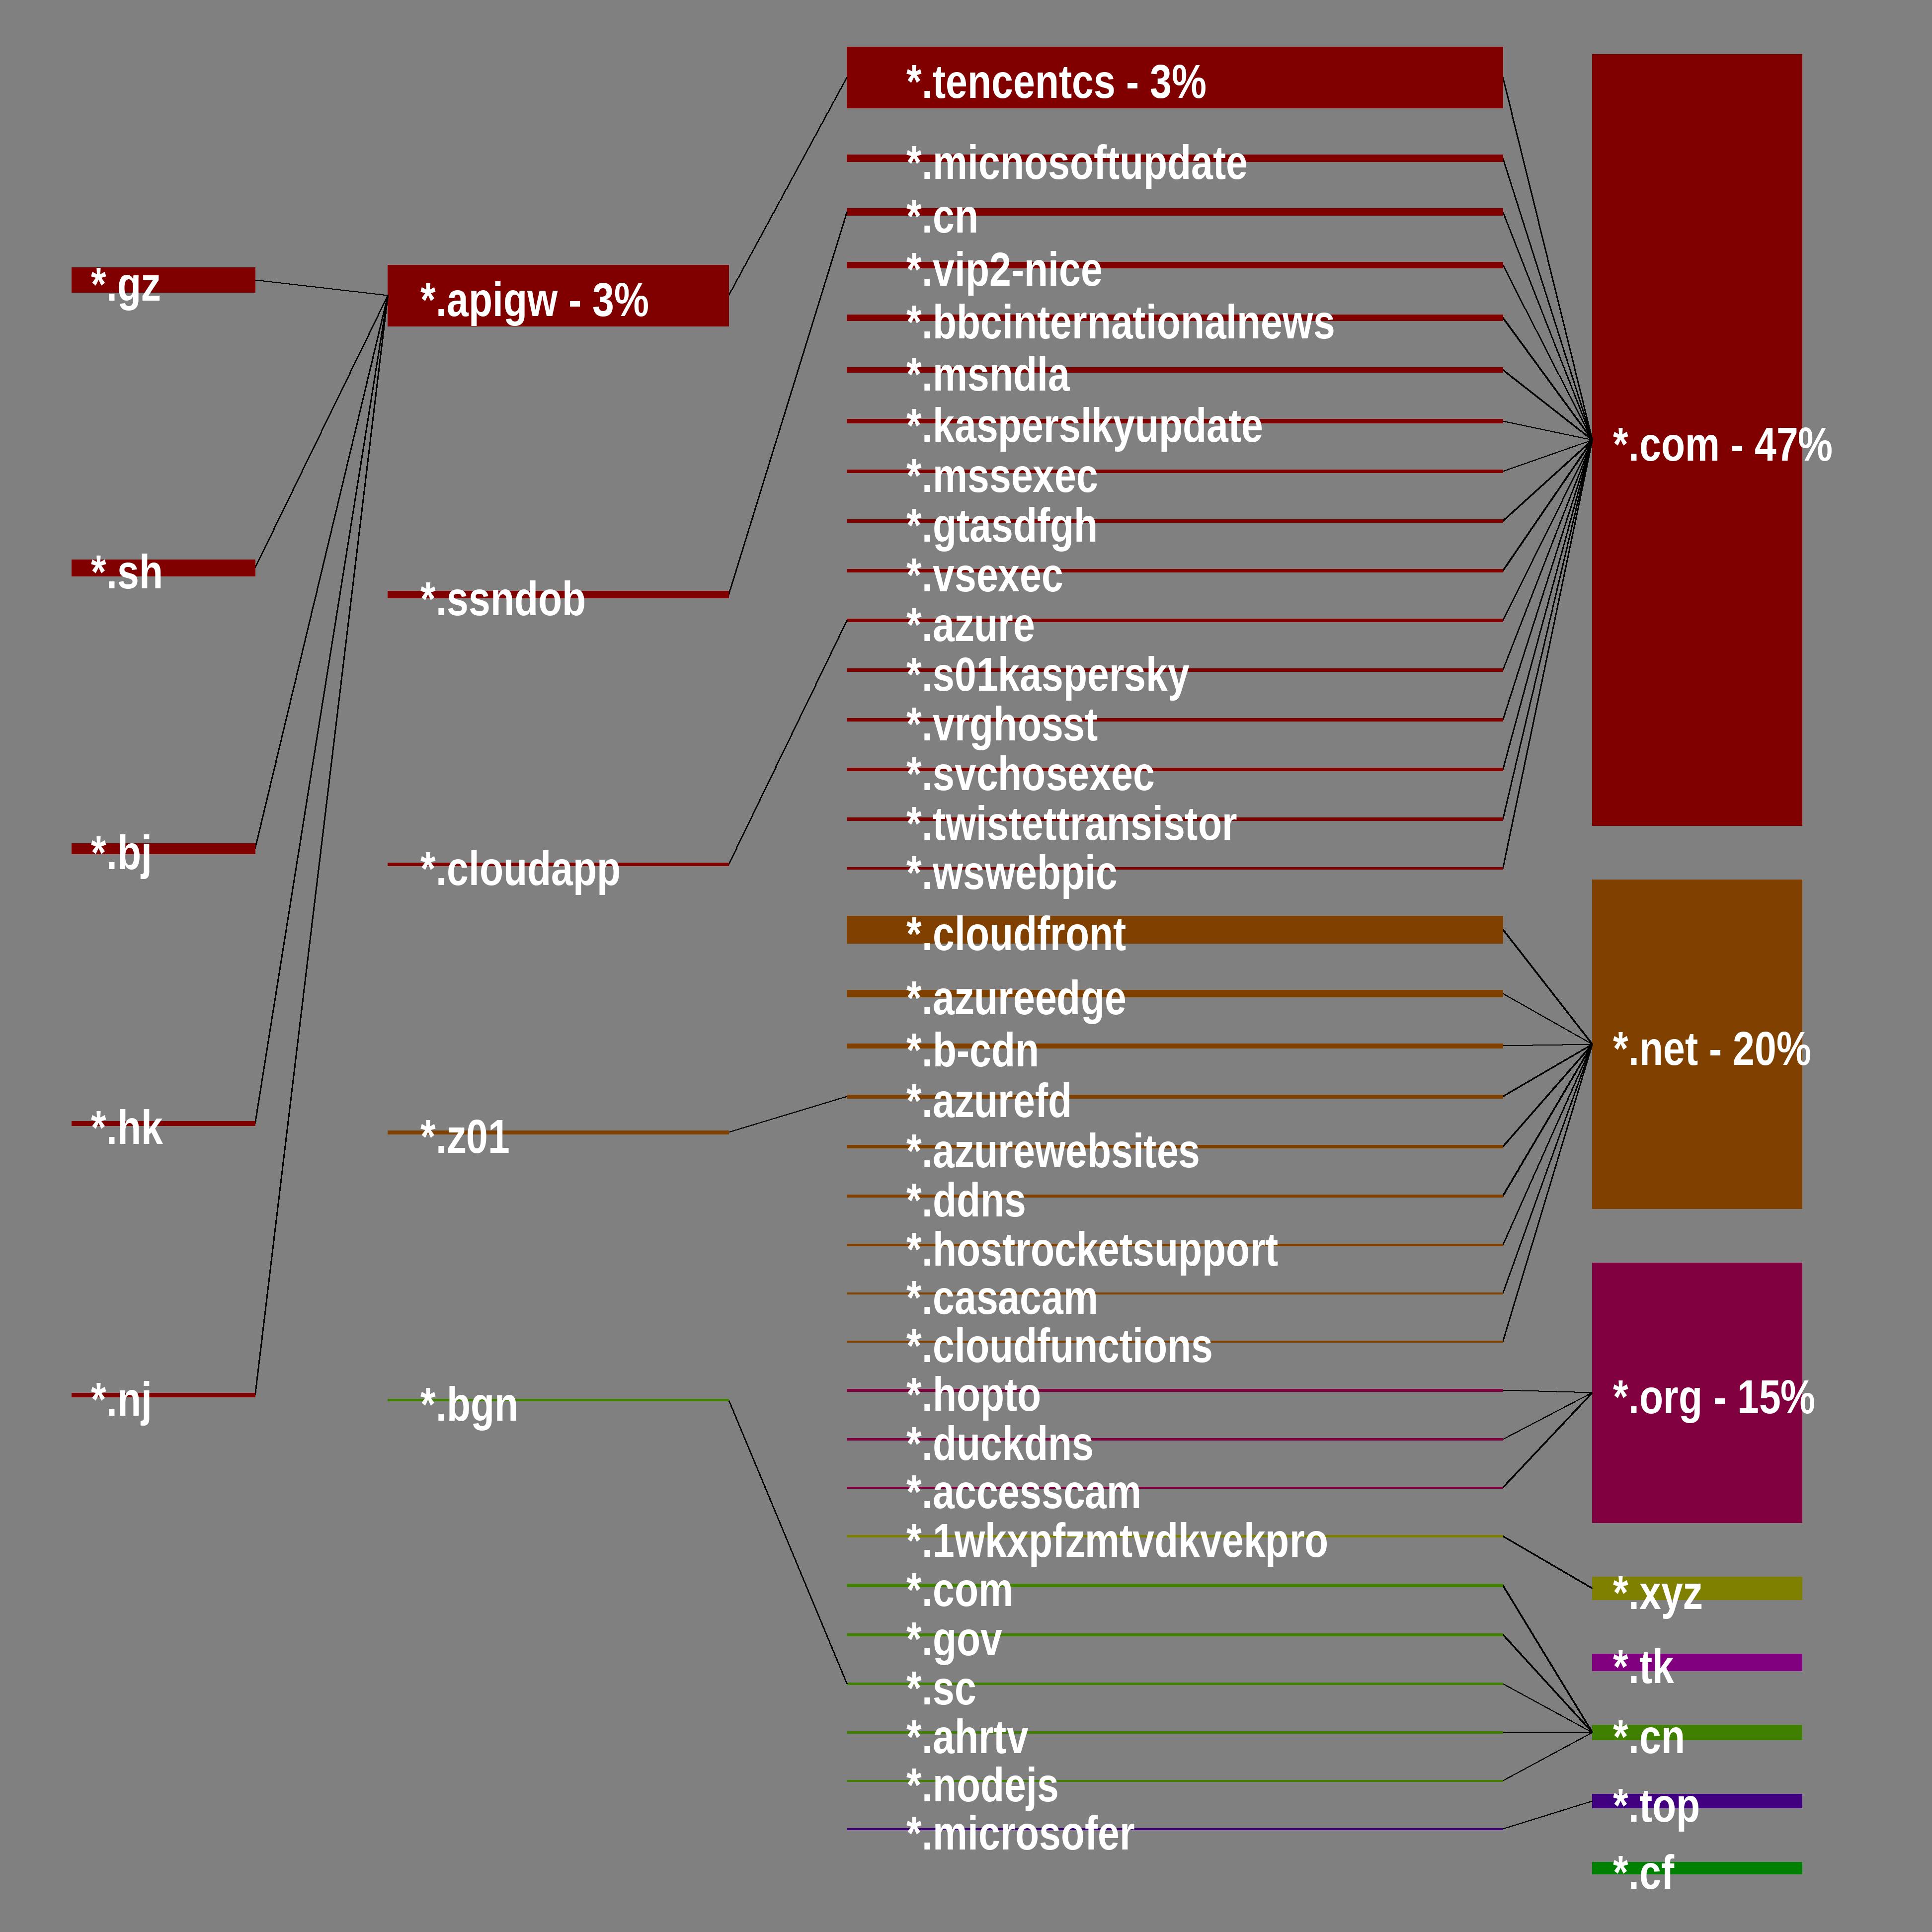 *.gz
*.sh
*.bj
*.hk
*.nj
*.apigw - 3%
*.ssndob
*.cloudapp
*.z01
*.bgn
*.tencentcs - 3%
*.micnosoftupdate
*.cn
*.vip2-nice
*.bbcinternationalnews
*.msndla
*.kasperslkyupdate
*.mssexec
*.gtasdfgh
*.vsexec
*.azure
*.s01kaspersky
*.vrghosst
*.svchosexec
*.twistettransistor
*.wswebpic
*.cloudfront
*.azureedge
*.b-cdn
*.azurefd
*.azurewebsites
*.ddns
*.hostrocketsupport
*.casacam
*.cloudfunctions
*.hopto
*.duckdns
*.accesscam
*.1wkxpfzmtvdkvekpro
*.com
*.gov
*.sc
*.ahrtv
*.nodejs
*.microsofer
*.com - 47%
*.net - 20%
*.org - 15%
*.xyz
*.tk
*.cn
*.top
*.cf